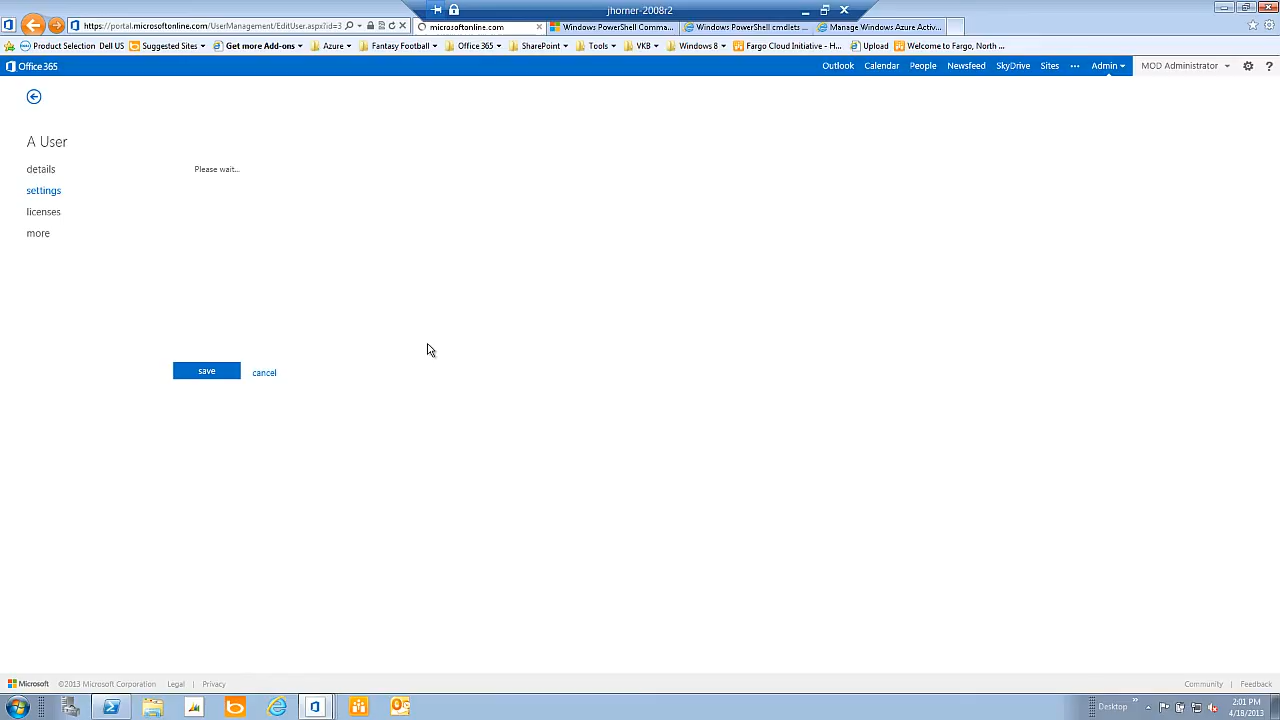 jhorner-2008r2
https://portal.microsoftonline.com/UserManagement/EditUser.aspx?id=3
microsoftonline.com
Windows PowerShell Comma...
Windows PowerShell cmdlets ...
Manage Windows Azure Activ...
Product Selection Dell US
Suggested Sites
Get more Add-ons
Azure
Fantasy Football
Office 365
SharePoint
Tools
VKB
Windows 8
Fargo Cloud Initiative - H...
Upload
Welcome to Fargo, North ...
Office 365
Outlook
Calendar
People
Newsfeed
SkyDrive
Sites
...
Admin
MOD Administrator
?
A User
details
settings
licenses
more
Please wait...
save
cancel
Microsoft
©2013 Microsoft Corporation
Legal
Privacy
Community
Feedback
Desktop
2:01 PM
4/18/2013